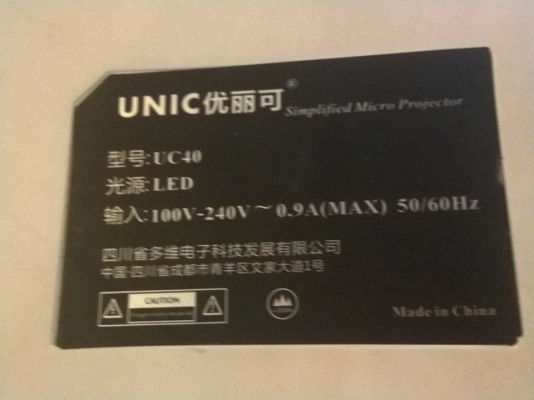 UNIC优丽可® Simplified Micro Projector
型号:UC40
光源:LED
输入:100V-240V～0.9A(MAX) 50/60Hz
四川省多维电子科技发展有限公司
中国·四川省成都市青羊区文家大道1号
CAUTION
Made in China